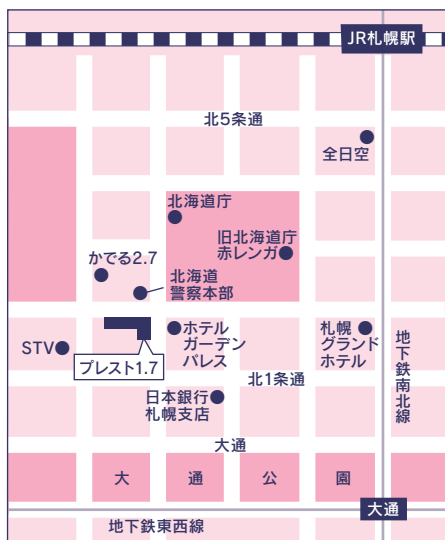 JR札幌駅
北5条通
全日空
北海道庁
旧北海道庁
赤レンガ
かでる2.7
北海道
警察本部
STV
プレスト1.7
ホテル
ガーデン
パレス
札幌
グランド
ホテル
地下鉄南北線
北1条通
日本銀行
札幌支店
大通
大通公園
大通
地下鉄東西線